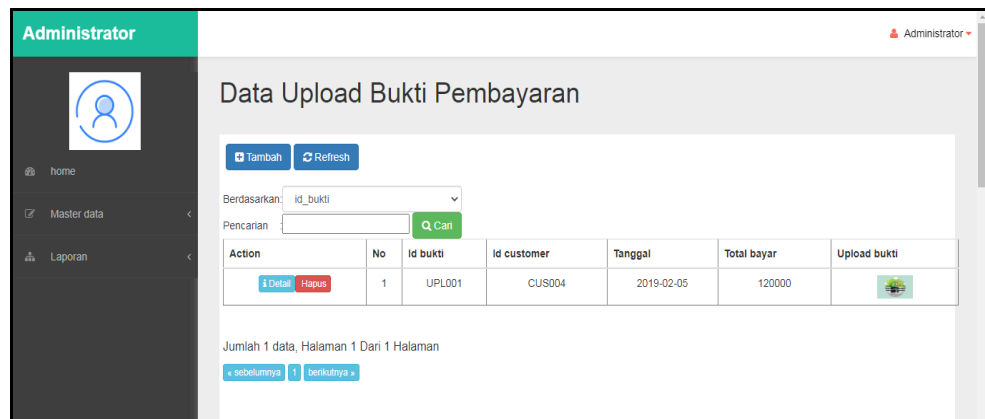 Administrator
Administrator
home
Master data
Laporan
Data Upload Bukti Pembayaran
Tambah Refresh
Berdasarkan: id_bukti
Pencarian : Cari
Action No Id bukti Id customer Tanggal Total bayar Upload bukti
Detail Hapus 1 UPL001 CUS004 2019-02-05 120000
Jumlah 1 data, Halaman 1 Dari 1 Halaman
« sebelumnya 1 berikutnya »